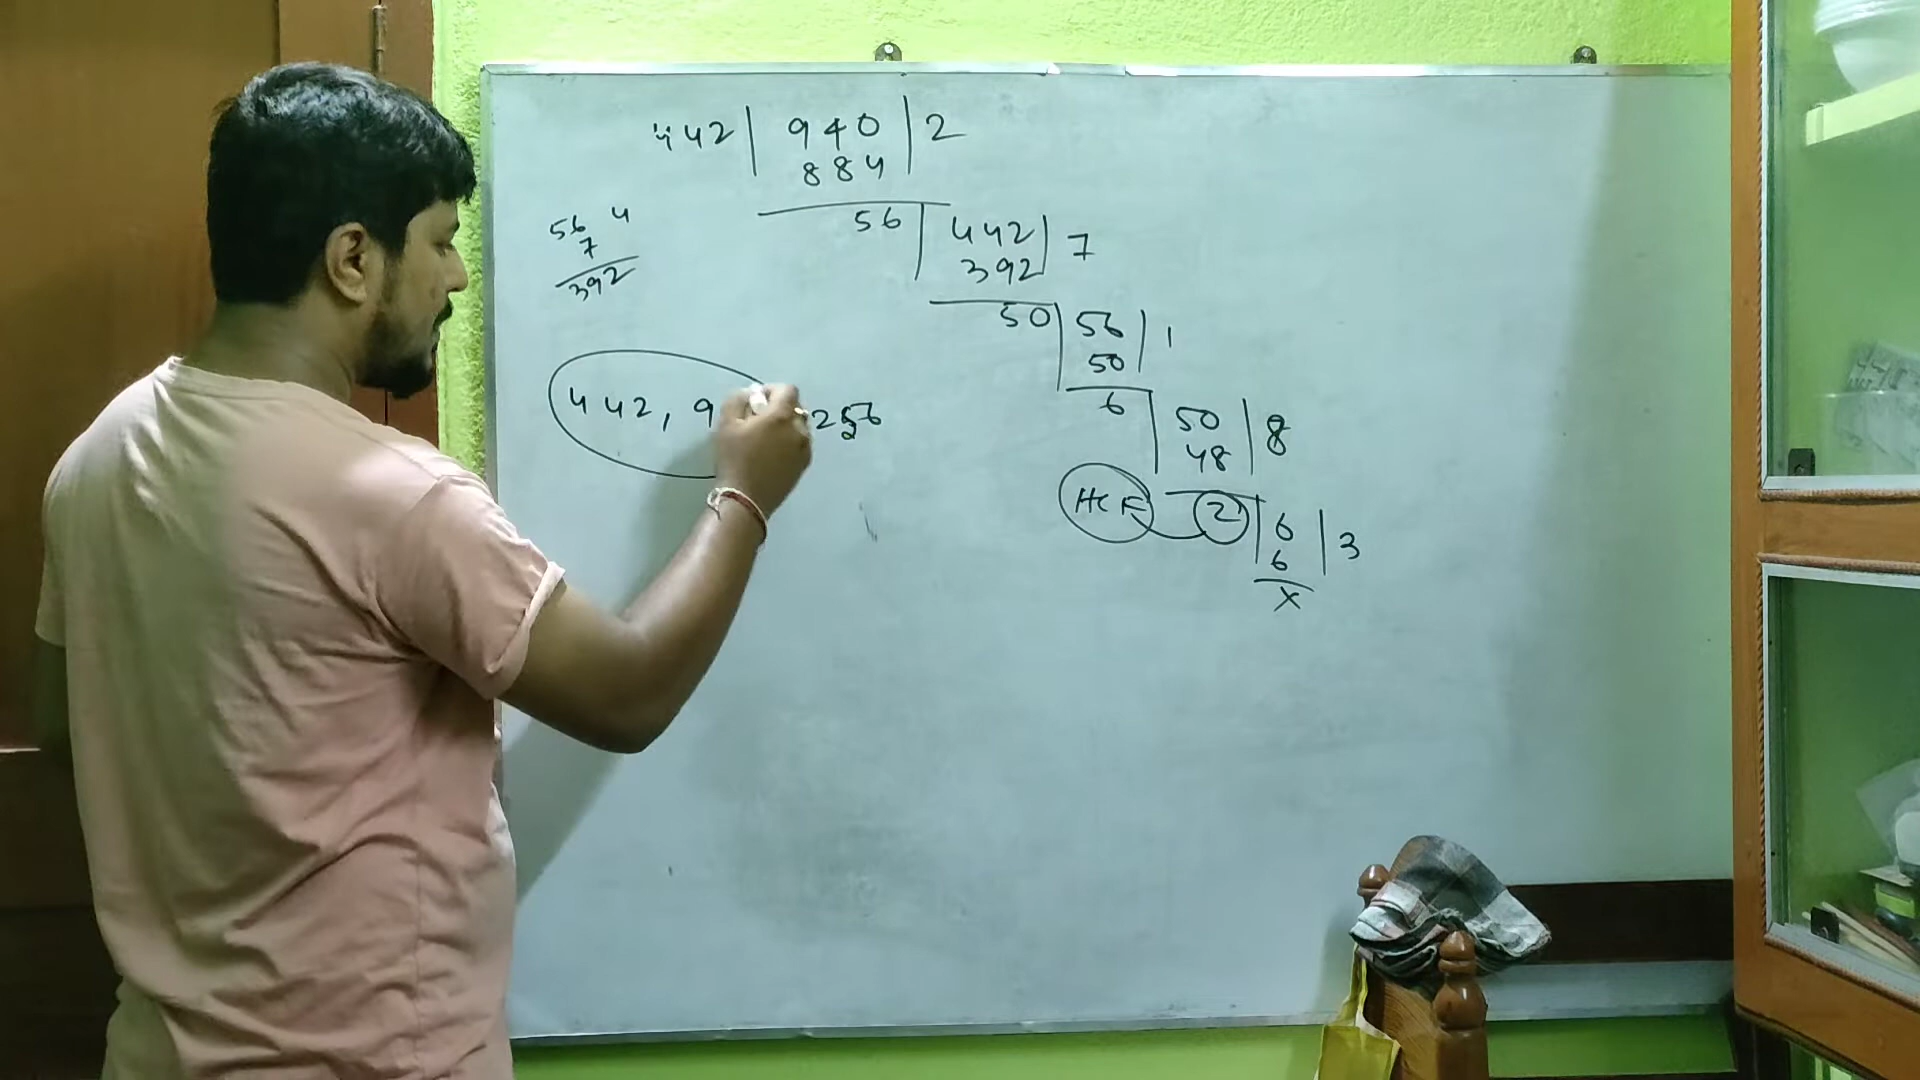 442 | 940 | 2
884
56 | 442 | 7
392
50 | 56 | 1
50
6 | 50 | 8
48
HCF 2 | 6 | 3
6
x
56 4
7
392
442, 9 256